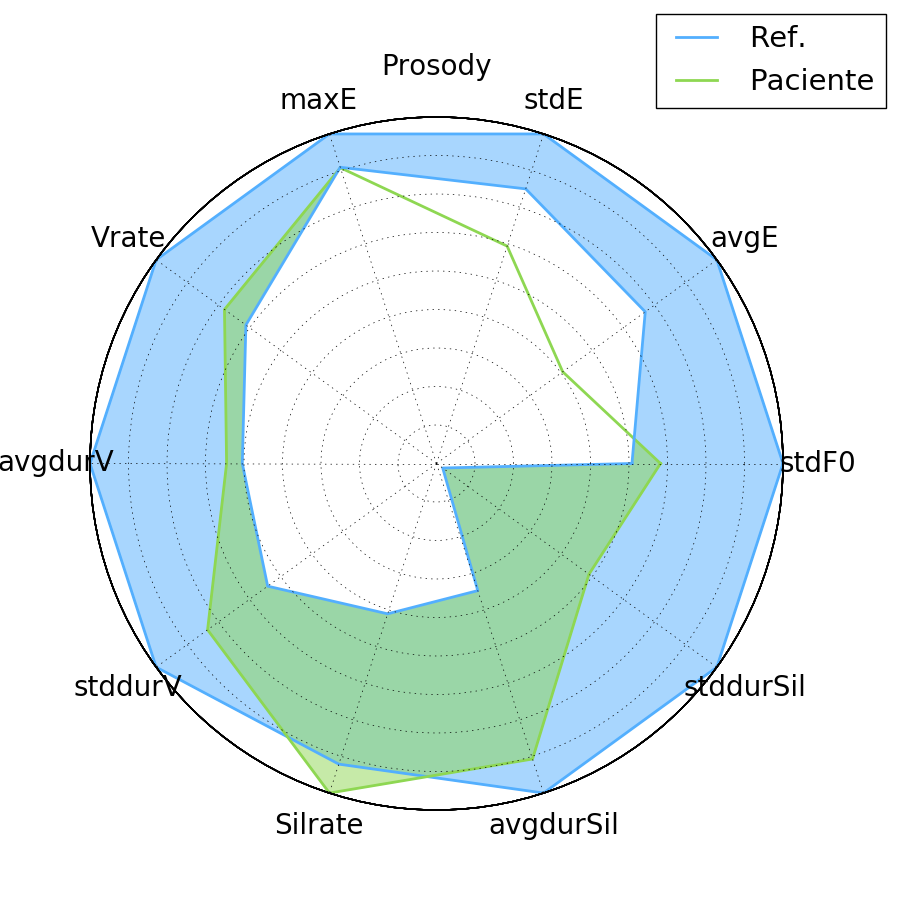 Ref.
Paciente
Prosody
maxE
stdE
Vrate
avgE
avgdurV
stdF0
stddurV
stddurSil
Silrate
avgdurSil